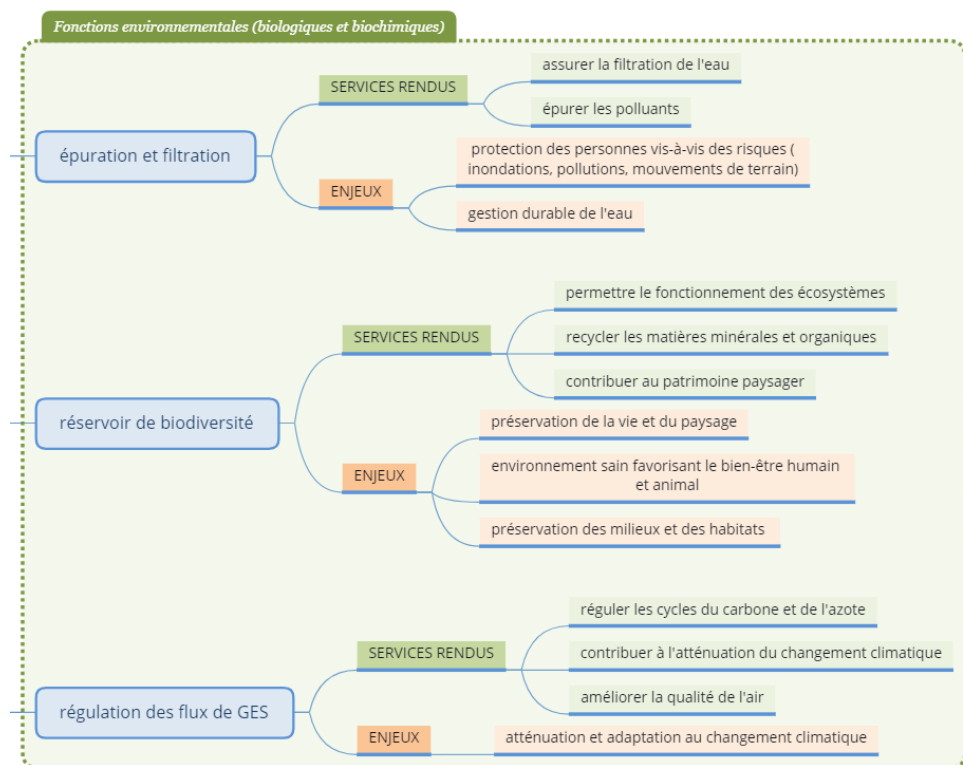 Fonctions environnementales (biologiques et biochimiques)
épuration et filtration
SERVICES RENDUS
assurer la filtration de l'eau
épurer les polluants
ENJEUX
protection des personnes vis-à-vis des risques (
inondations, pollutions, mouvements de terrain)
gestion durable de l'eau
réservoir de biodiversité
SERVICES RENDUS
permettre le fonctionnement des écosystèmes
recycler les matières minérales et organiques
contribuer au patrimoine paysager
ENJEUX
préservation de la vie et du paysage
environnement sain favorisant le bien-être humain
et animal
préservation des milieux et des habitats
régulation des flux de GES
SERVICES RENDUS
réguler les cycles du carbone et de l'azote
contribuer à l'atténuation du changement climatique
améliorer la qualité de l'air
ENJEUX
atténuation et adaptation au changement climatique